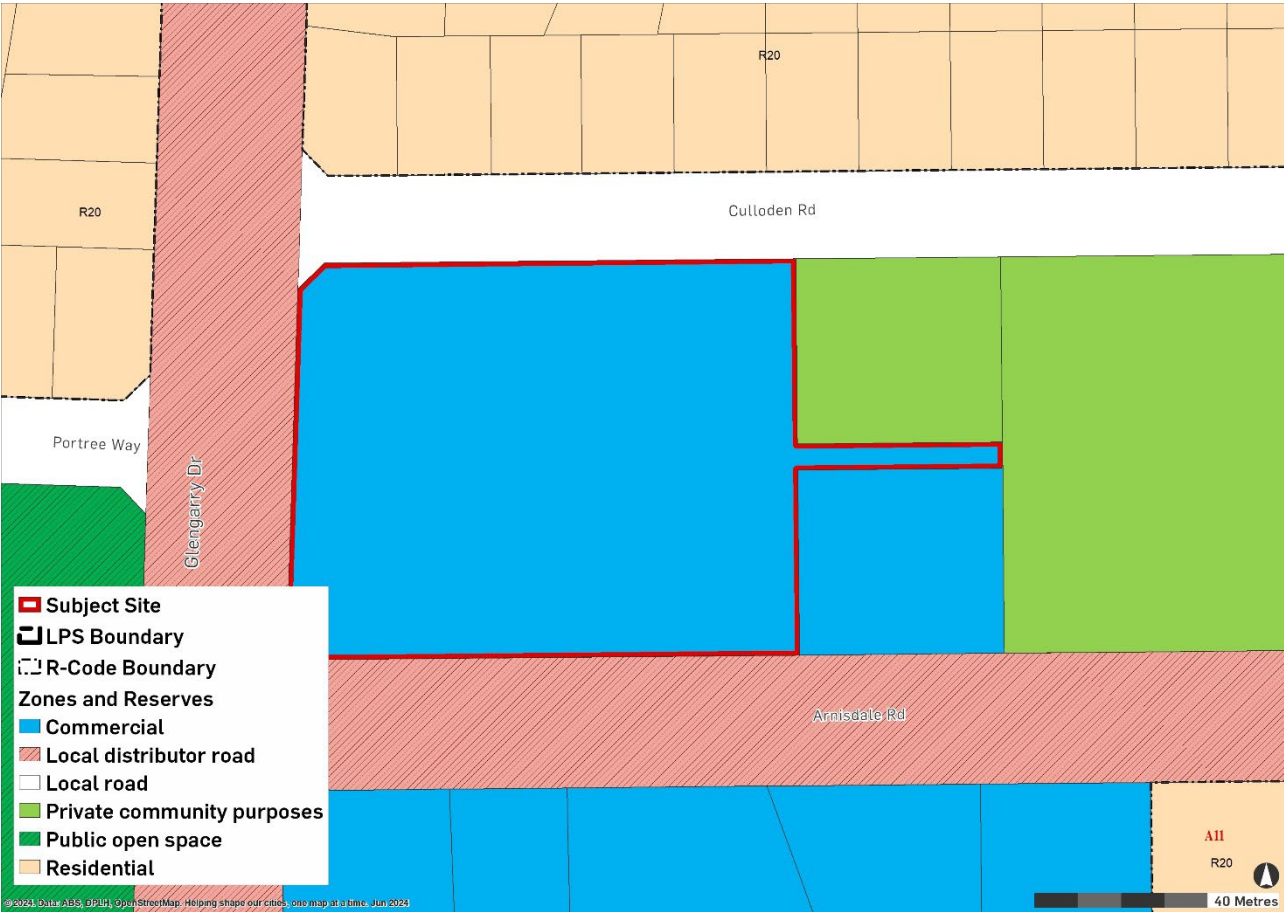 R20
R20
Culloden Rd
Portree Way
Glengarry Dr
Subject Site
LPS Boundary
R-Code Boundary
Zones and Reserves
Commercial
Local distributor road
Local road
Private community purposes
Public open space
Residential
Arnisdale Rd
A11
R20
40 Metres
©2024. Data: ABS, DPLH, OpenStreetMap. Helping shape our cities, one map at a time. Jun 2024